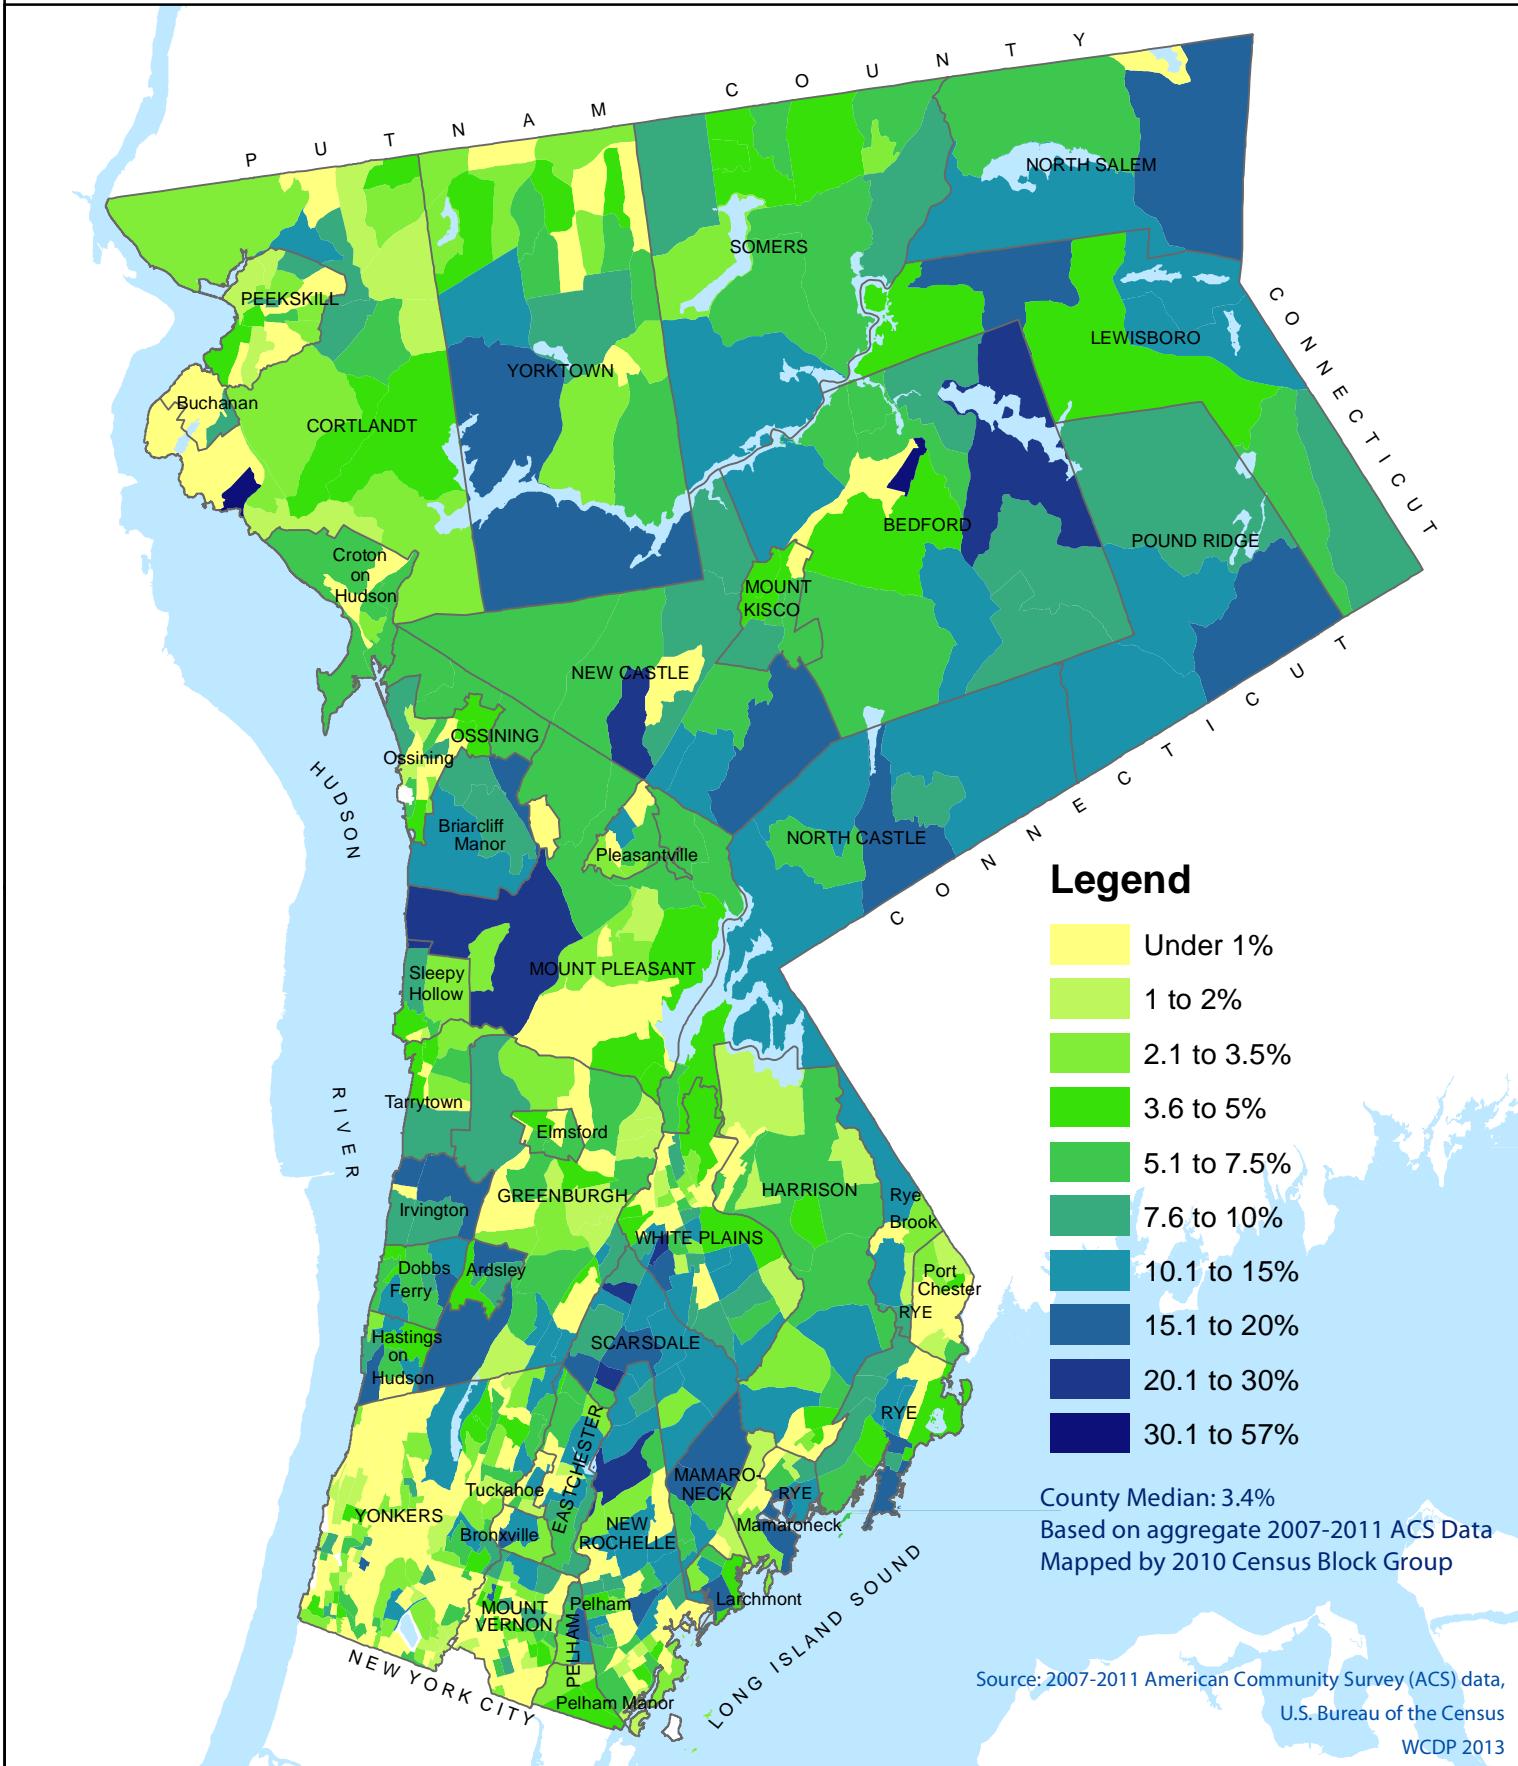 PUTNAM COUNTY
NORTH SALEM
SOMERS
PEEKSKILL
LEWISBORO
CONNECTICUT
YORKTOWN
Buchanan
CORTLANDT
BEDFORD
POUND RIDGE
Croton
on
Hudson
MOUNT
KISCO
NEW CASTLE
CONNECTICUT
OSSINING
Ossining
HUDSON
RIVER
Briarcliff
Manor
NORTH CASTLE
Pleasantville
Sleepy
Hollow
MOUNT PLEASANT
Tarrytown
Elmsford
GREENBURGH
HARRISON
Rye
Brook
Irvington
WHITE PLAINS
Dobbs
Ferry
Ardsley
Port
Chester
RYE
Hastings
on
Hudson
SCARSDALE
RYE
EASTCHESTER
MAMARO-
NECK
RYE
Tuckahoe
YONKERS
Bronxville
NEW
ROCHELLE
Mamaroneck
Larchmont
MOUNT
VERNON
Pelham
PELHAM
Pelham Manor
NEW YORK CITY
LONG ISLAND SOUND
Legend
Under 1%
1 to 2%
2.1 to 3.5%
3.6 to 5%
5.1 to 7.5%
7.6 to 10%
10.1 to 15%
15.1 to 20%
20.1 to 30%
30.1 to 57%
County Median: 3.4%
Based on aggregate 2007-2011 ACS Data
Mapped by 2010 Census Block Group
Source: 2007-2011 American Community Survey (ACS) data,
U.S. Bureau of the Census
WCDP 2013